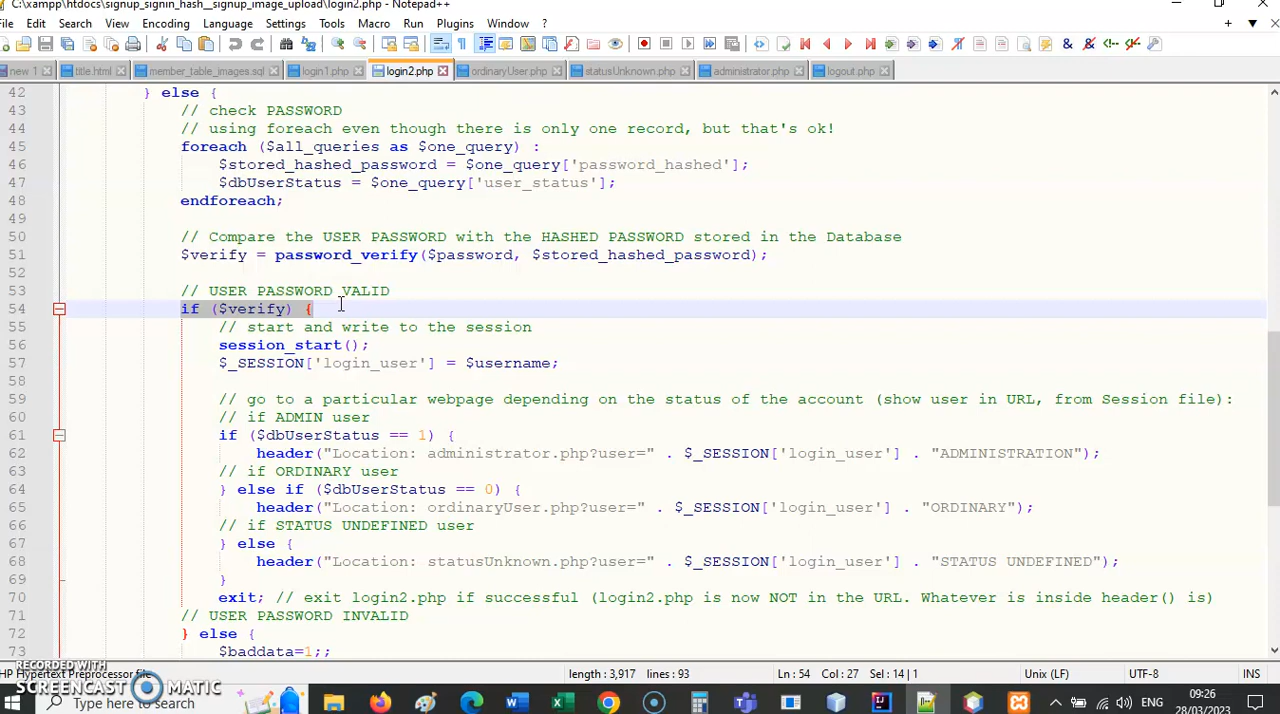 C:\xampp\htdocs\signup_signin_hash__signup_image_upload\login2.php - Notepad++
File Edit Search View Encoding Language Settings Tools Macro Run Plugins Window ?
new 1 title.html member_table_images.sql login1.php login2.php ordinaryUser.php statusUnknown.php administrator.php logout.php
42 } else {
43 // check PASSWORD
44 // using foreach even though there is only one record, but that's ok!
45 foreach ($all_queries as $one_query) :
46 $stored_hashed_password = $one_query['password_hashed'];
47 $dbUserStatus = $one_query['user_status'];
48 endforeach;
49
50 // Compare the USER PASSWORD with the HASHED PASSWORD stored in the Database
51 $verify = password_verify($password, $stored_hashed_password);
52
53 // USER PASSWORD VALID
54 if ($verify) {
55 // start and write to the session
56 session_start();
57 $_SESSION['login_user'] = $username;
58
59 // go to a particular webpage depending on the status of the account (show user in URL, from Session file):
60 // if ADMIN user
61 if ($dbUserStatus == 1) {
62 header("Location: administrator.php?user=" . $_SESSION['login_user'] . "ADMINISTRATION");
63 // if ORDINARY user
64 } else if ($dbUserStatus == 0) {
65 header("Location: ordinaryUser.php?user=" . $_SESSION['login_user'] . "ORDINARY");
66 // if STATUS UNDEFINED user
67 } else {
68 header("Location: statusUnknown.php?user=" . $_SESSION['login_user'] . "STATUS UNDEFINED");
69 }
70 exit; // exit login2.php if successful (login2.php is now NOT in the URL. Whatever is inside header() is)
71 // USER PASSWORD INVALID
72 } else {
73 $baddata=1;;
HP Hypertext Preprocessor file length : 3,917 lines : 93 Ln : 54 Col : 27 Sel : 14 | 1 Unix (LF) UTF-8 INS
RECORDED WITH
SCREENCAST MATIC
Type here to search
ENG
09:26
28/03/2023